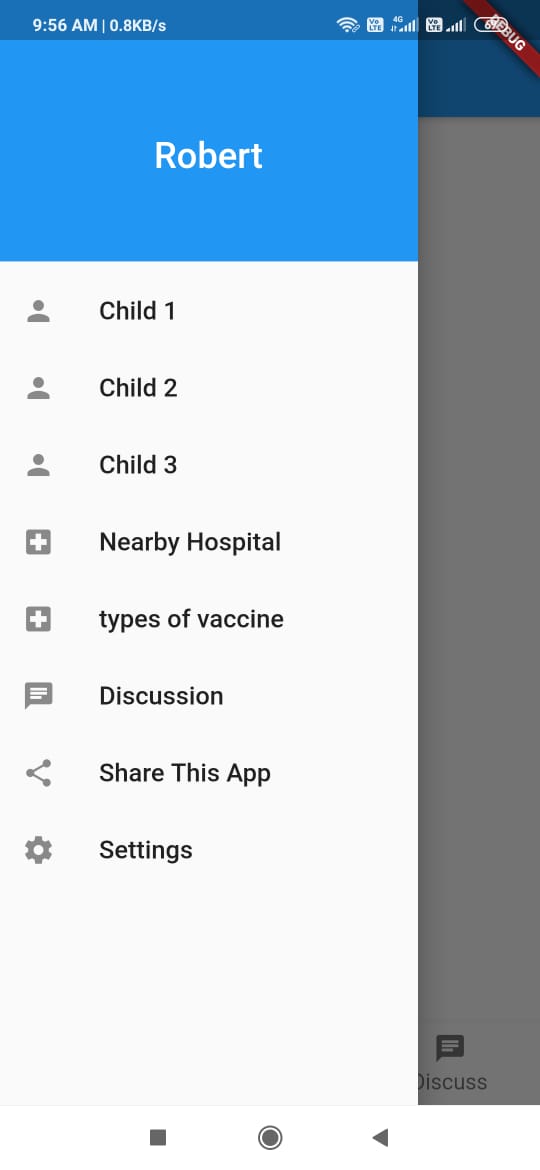 9:56 AM | 0.8KB/s
Vo LTE 4G Vo LTE
DEBUG
Robert
Child 1
Child 2
Child 3
Nearby Hospital
types of vaccine
Discussion
Share This App
Settings
Discuss